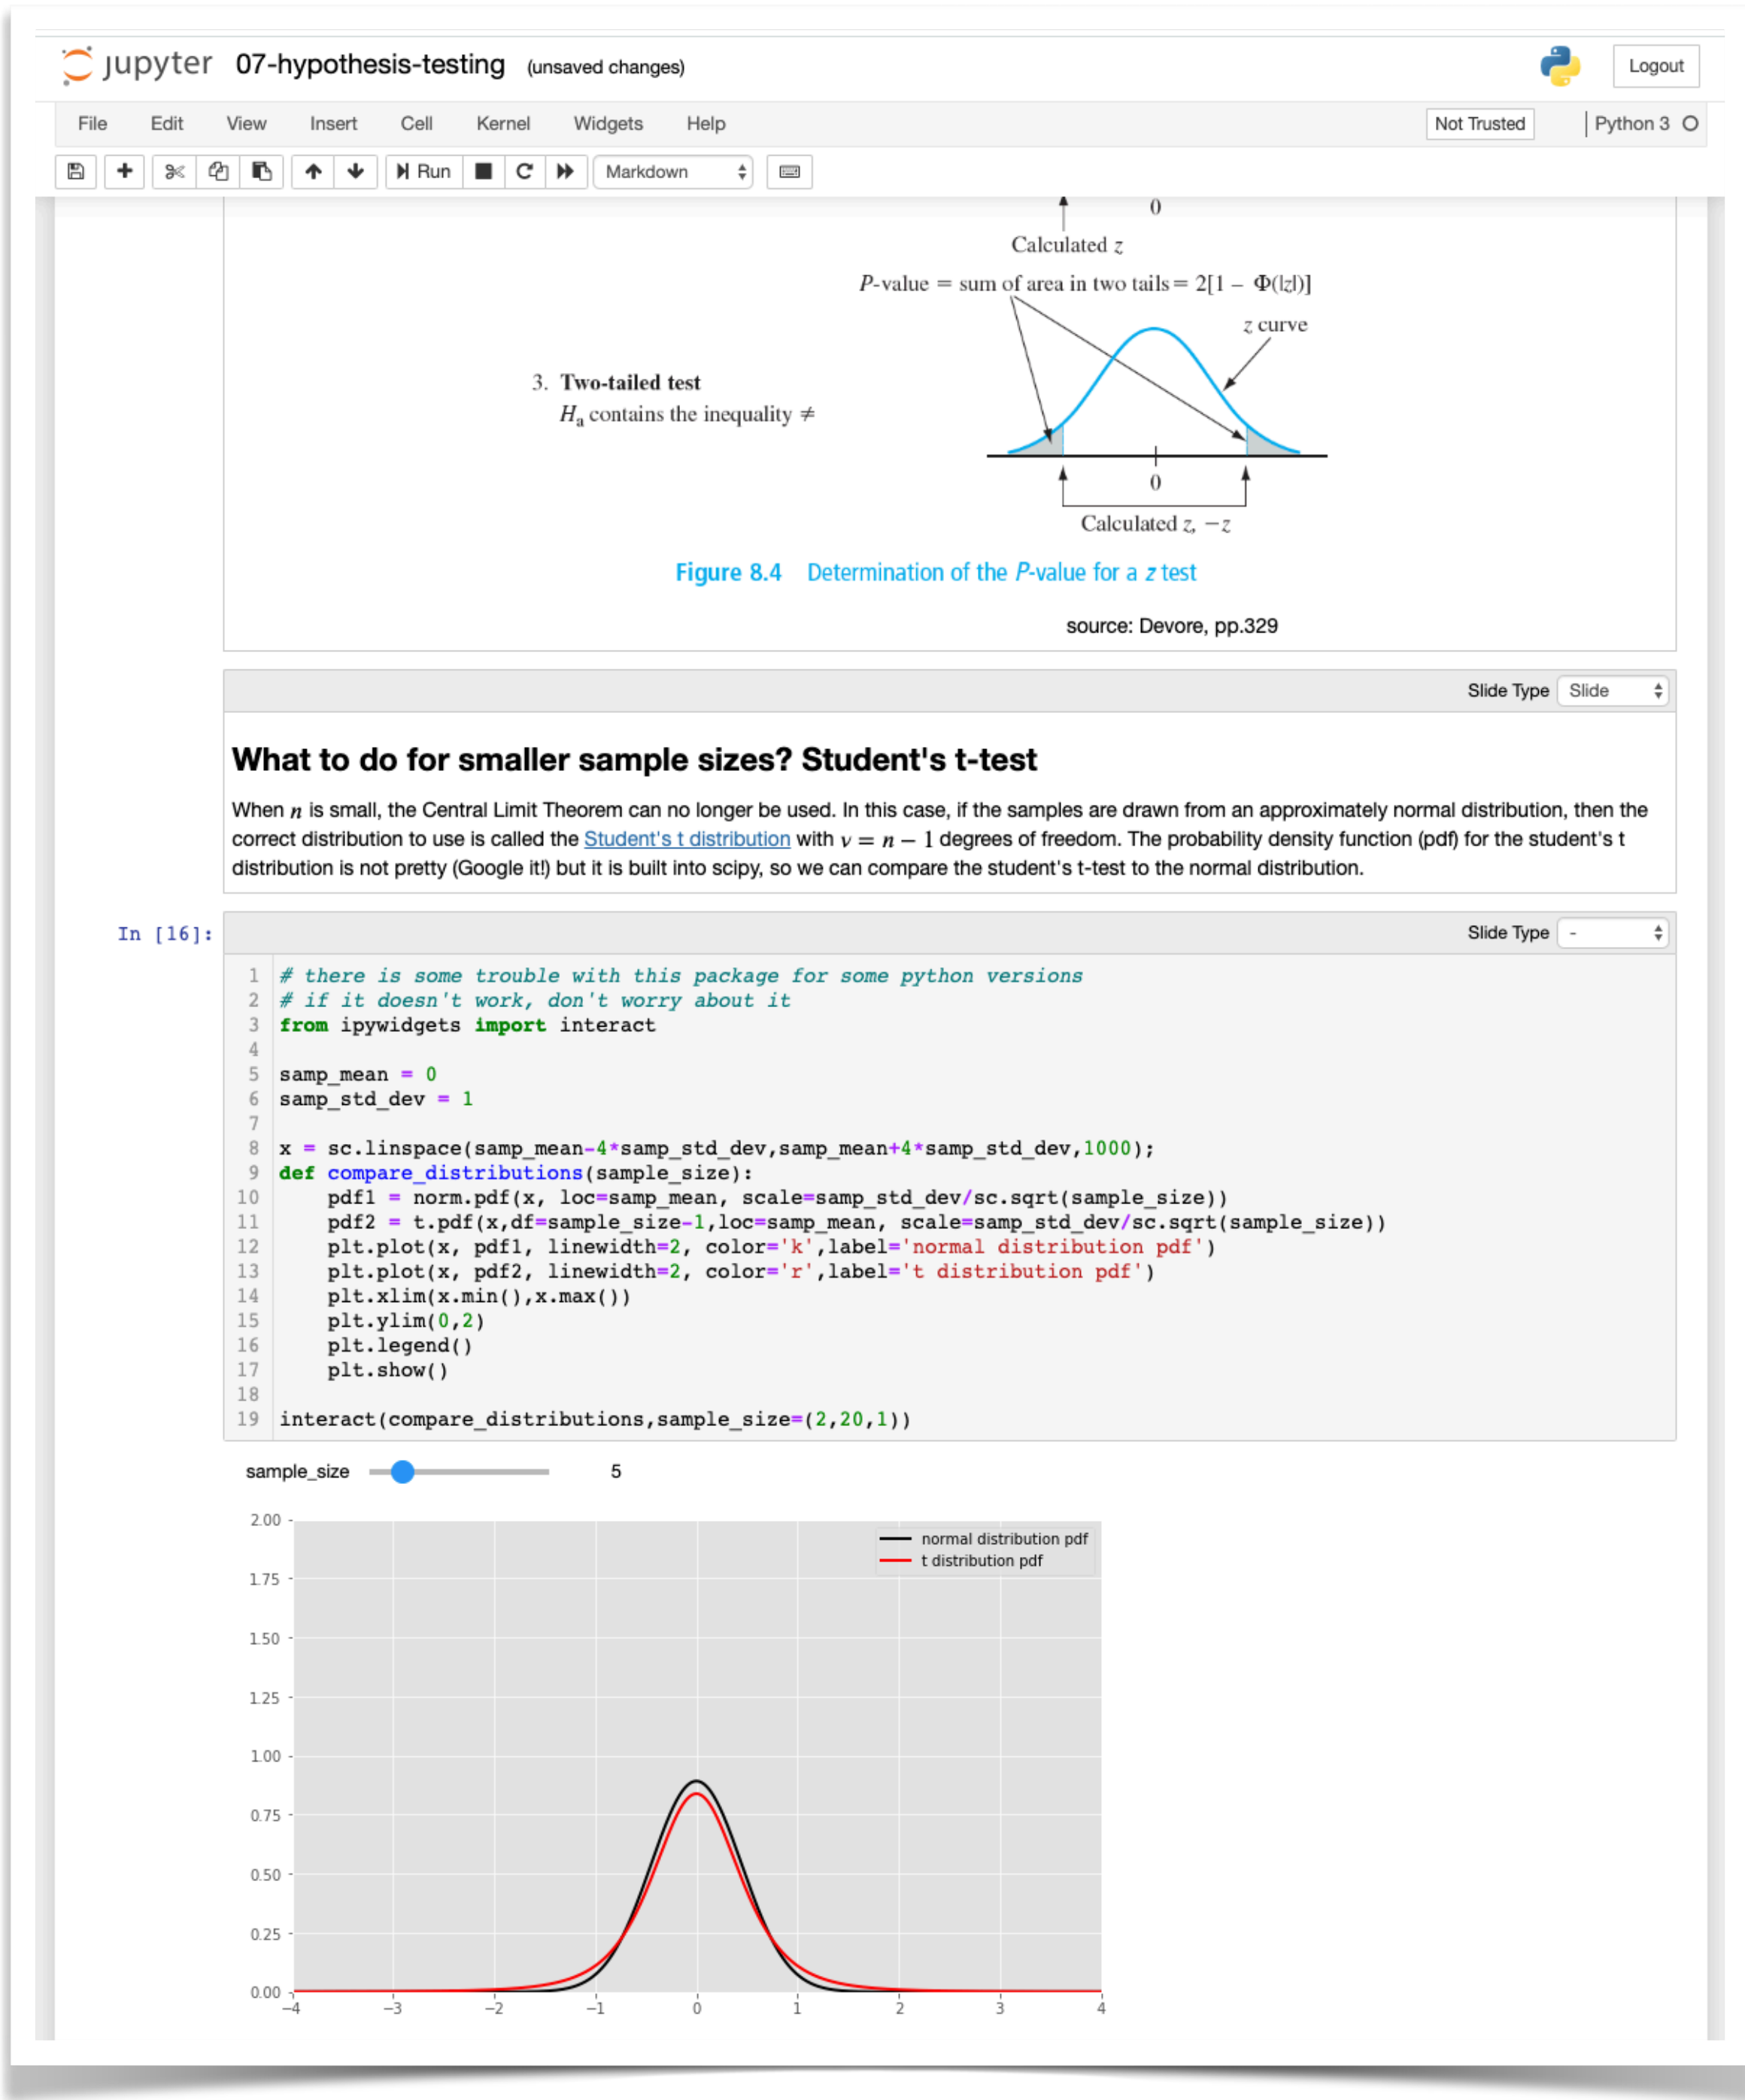 jupyter 07-hypothesis-testing (unsaved changes)
Logout
File Edit View Insert Cell Kernel Widgets Help
Not Trusted
Python 3
Run
Markdown
0
Calculated z
P-value = sum of area in two tails = 2[1 – Φ(|z|)]
z curve
3. Two-tailed test
Hₐ contains the inequality ≠
0
Calculated z, −z
Figure 8.4 Determination of the P-value for a z test
source: Devore, pp.329
Slide Type Slide
What to do for smaller sample sizes? Student's t-test
When n is small, the Central Limit Theorem can no longer be used. In this case, if the samples are drawn from an approximately normal distribution, then the
correct distribution to use is called the Student's t distribution with ν = n − 1 degrees of freedom. The probability density function (pdf) for the student's t
distribution is not pretty (Google it!) but it is built into scipy, so we can compare the student's t-test to the normal distribution.
In [16]:
Slide Type -
1 # there is some trouble with this package for some python versions
2 # if it doesn't work, don't worry about it
3 from ipywidgets import interact
4
5 samp_mean = 0
6 samp_std_dev = 1
7
8 x = sc.linspace(samp_mean-4*samp_std_dev,samp_mean+4*samp_std_dev,1000);
9 def compare_distributions(sample_size):
10     pdf1 = norm.pdf(x, loc=samp_mean, scale=samp_std_dev/sc.sqrt(sample_size))
11     pdf2 = t.pdf(x,df=sample_size-1,loc=samp_mean, scale=samp_std_dev/sc.sqrt(sample_size))
12     plt.plot(x, pdf1, linewidth=2, color='k',label='normal distribution pdf')
13     plt.plot(x, pdf2, linewidth=2, color='r',label='t distribution pdf')
14     plt.xlim(x.min(),x.max())
15     plt.ylim(0,2)
16     plt.legend()
17     plt.show()
18
19 interact(compare_distributions,sample_size=(2,20,1))
sample_size 5
normal distribution pdf
t distribution pdf
2.00
1.75
1.50
1.25
1.00
0.75
0.50
0.25
0.00
−4 −3 −2 −1 0 1 2 3 4